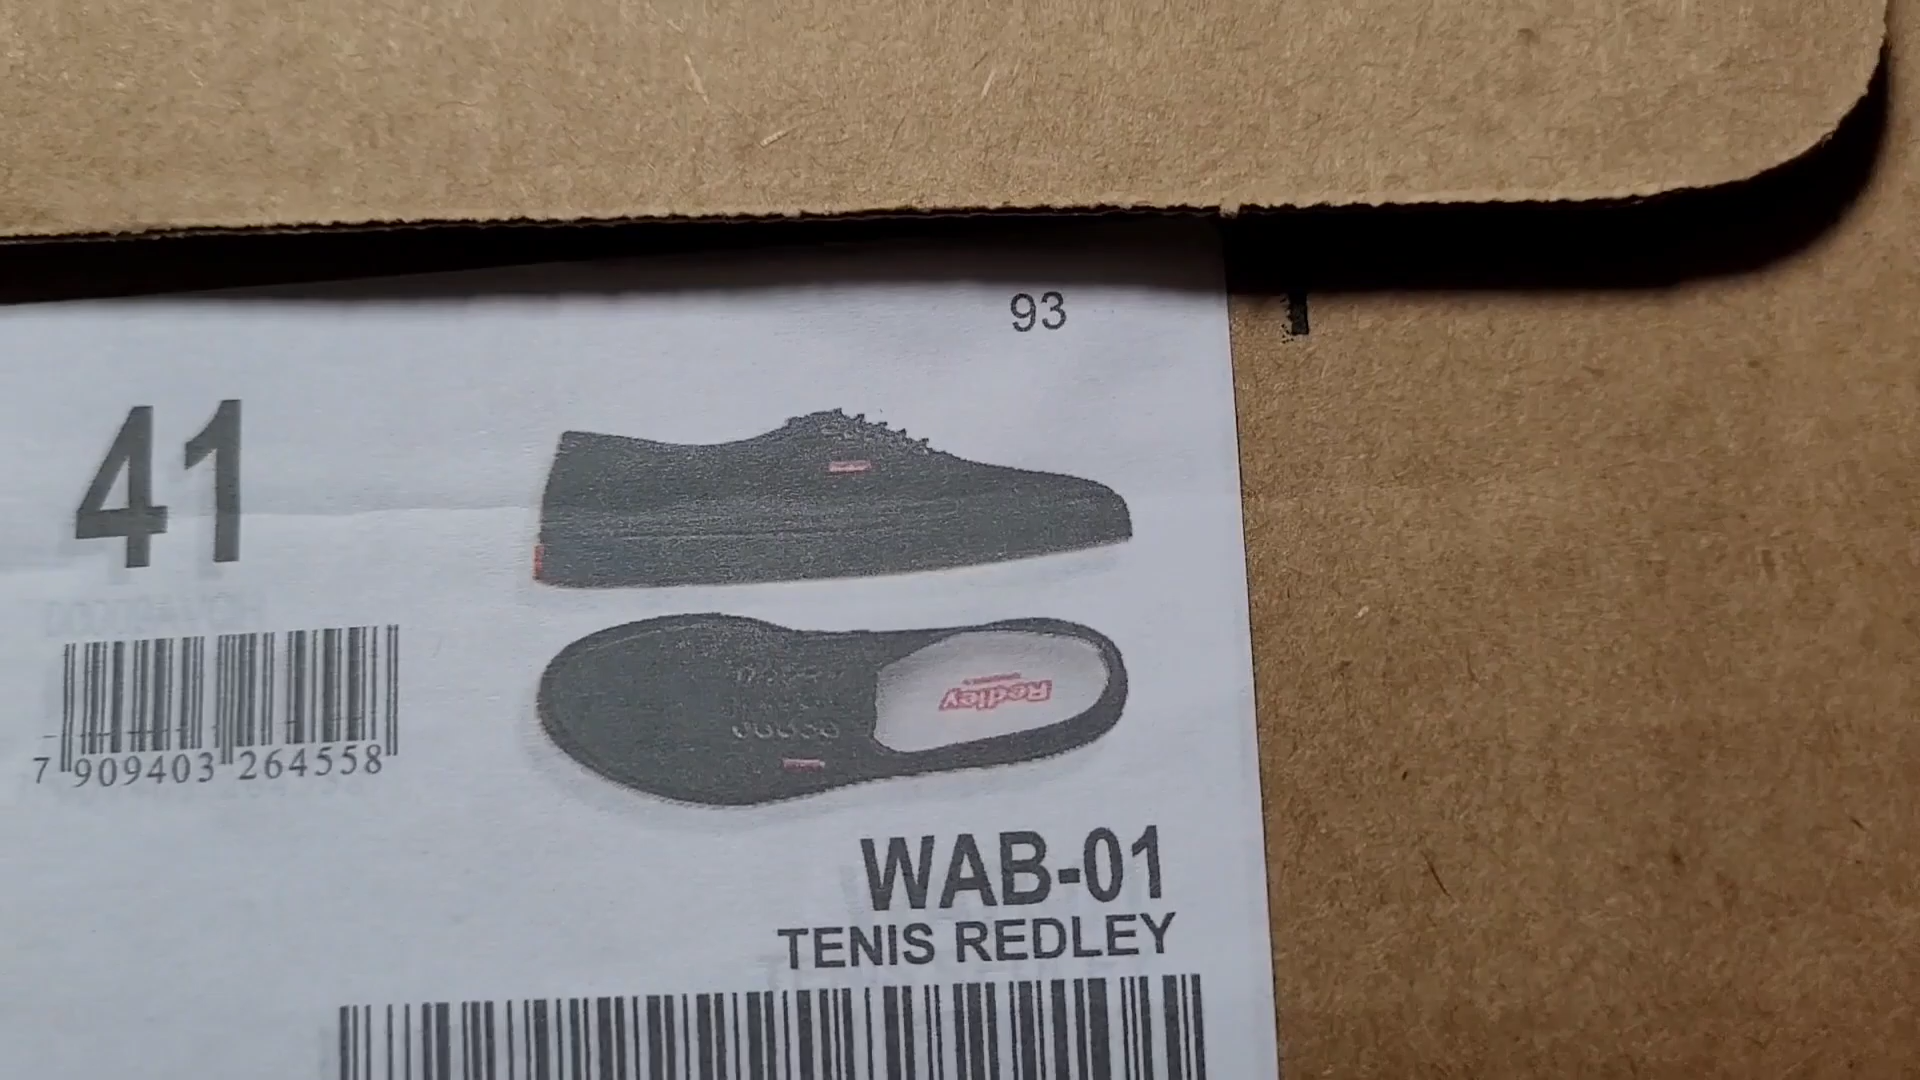 93
41
7 909403 264558
Redley
WAB-01
TENIS REDLEY